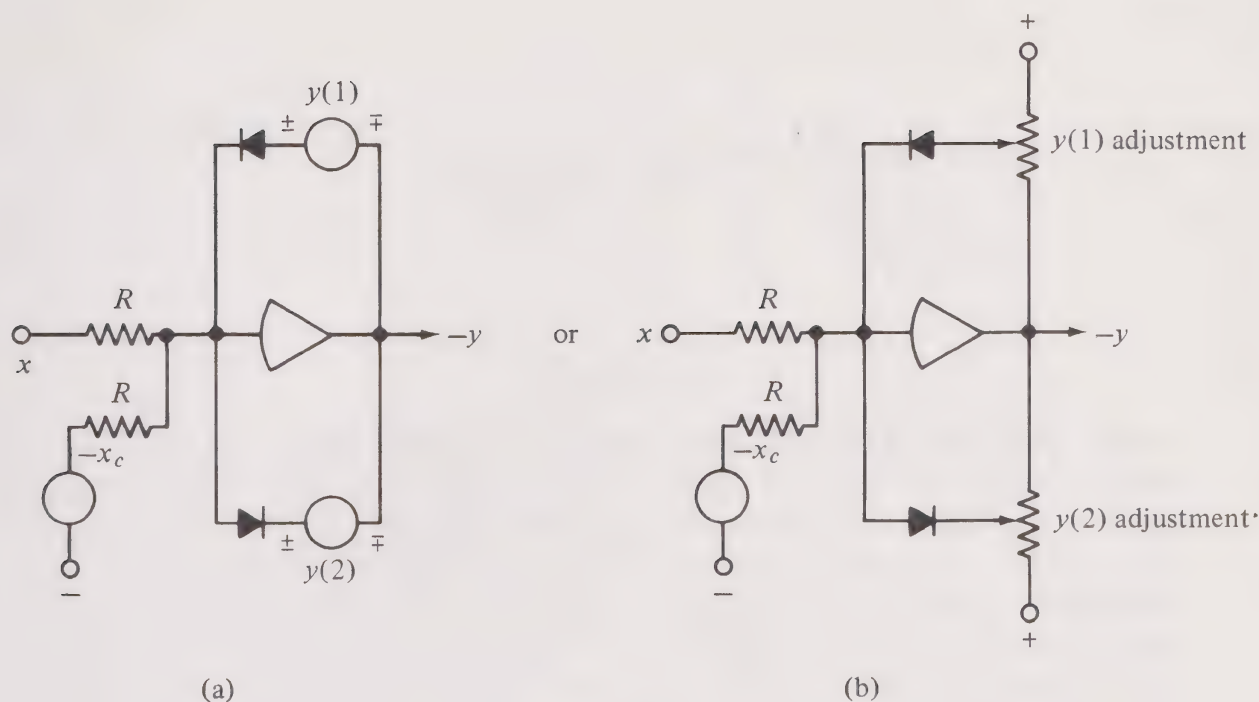 y(1)
± ∓
R
x
R
−x_c
−
± ∓
y(2)
−y
(a)
or
+
y(1) adjustment
R
x
R
−x_c
−
−y
y(2) adjustment
+
(b)